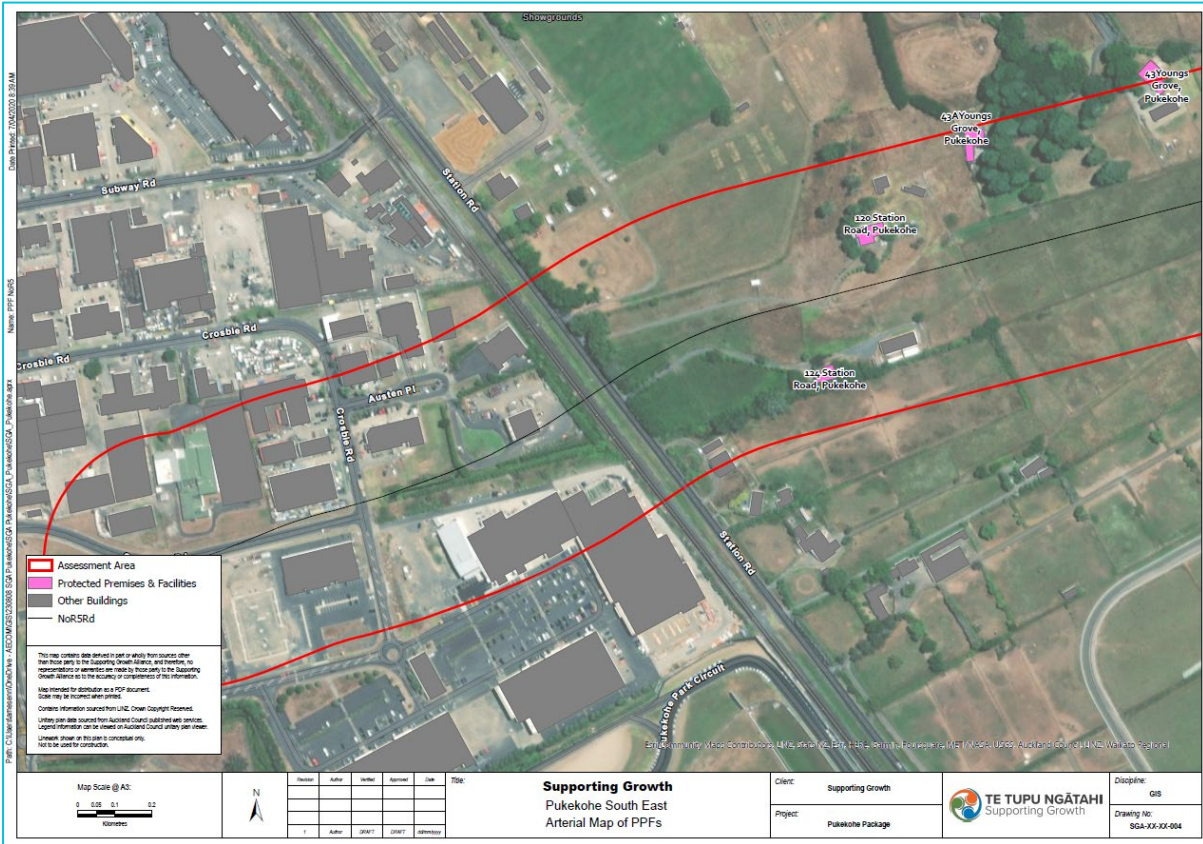 Showgrounds
43 Youngs
Grove,
Pukekohe
43A Youngs
Grove,
Pukekohe
Station Rd
Subway Rd
120 Station
Road, Pukekohe
Crosbie Rd
Crosbie Rd
124 Station
Road, Pukekohe
Austen Pl
Crosbie Rd
Station Rd
Pukekohe Park Circuit
Assessment Area
Protected Premises & Facilities
Other Buildings
NoR5Rd
This map contains data derived in part or wholly from sources other
than those party to the Supporting Growth Alliance, and therefore, no
representations or warranties are made by those party to the Supporting
Growth Alliance as to the accuracy or completeness of this information.
Map intended for distribution as a PDF document.
Scale may be incorrect when printed.
Contains information sourced from LINZ. Crown Copyright Reserved.
Unitary plan data sourced from Auckland Council published web services.
Legend information can be viewed on Auckland Council unitary plan viewer.
Linework shown on this plan is conceptual only.
Not to be used for construction.
Name: PPF NoR5
Map Scale @ A3:
0 0.05 0.1 0.2
Kilometres
N
Revision Author Verified Approved Date
1 Author DRAFT DRAFT dd/mm/yyyy
Title:
Supporting Growth
Pukekohe South East
Arterial Map of PPFs
Client:
Supporting Growth
Project:
Pukekohe Package
TE TUPU NGĀTAHI
Supporting Growth
Discipline:
GIS
Drawing No:
SGA-XX-XX-004